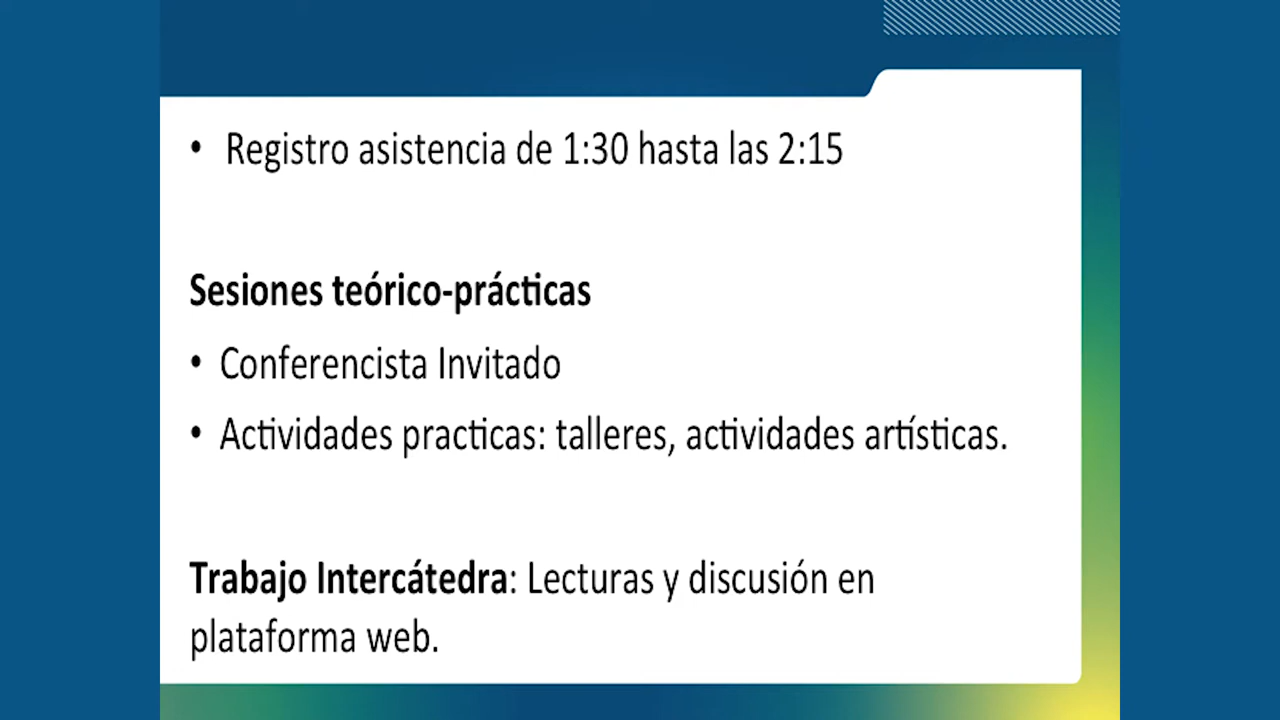 • Registro asistencia de 1:30 hasta las 2:15
Sesiones teórico-prácticas
• Conferencista Invitado
• Actividades practicas: talleres, actividades artísticas.
Trabajo Intercátedra: Lecturas y discusión en
plataforma web.